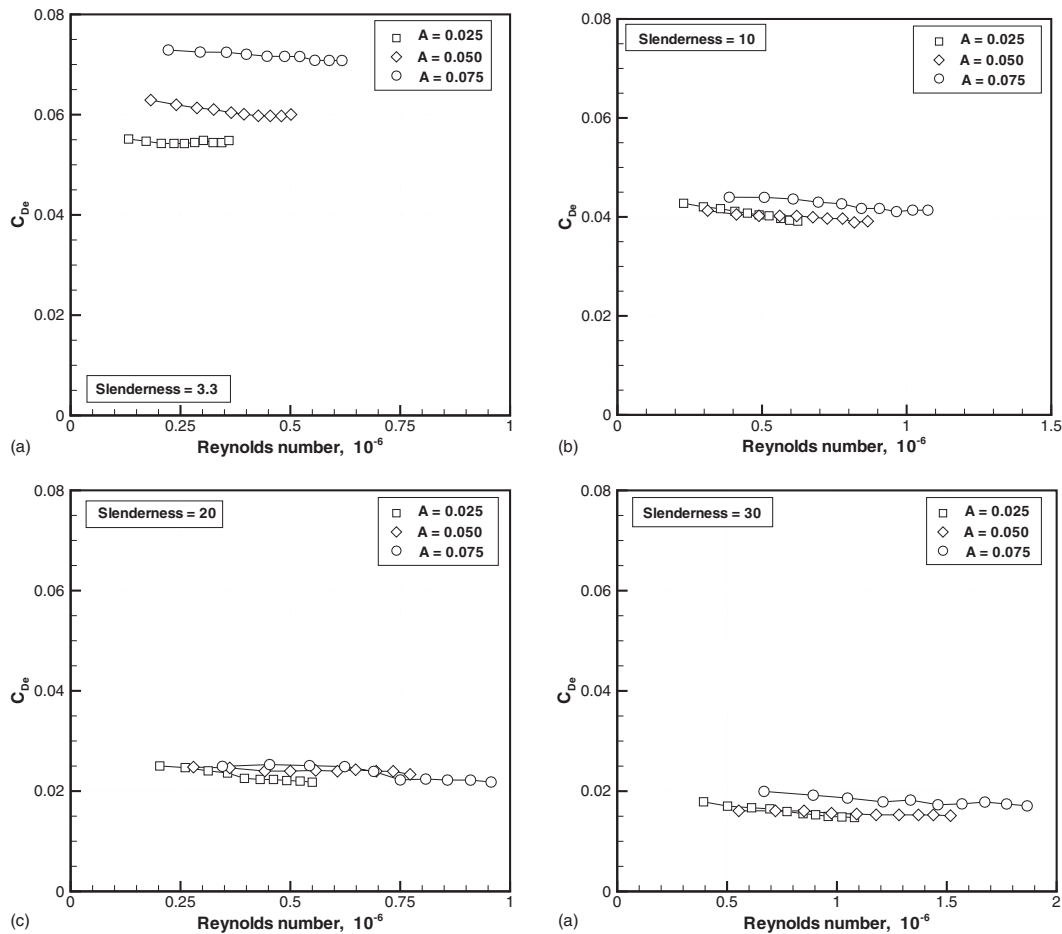 0.08
0.06
0.04
0.02
0
C_De
A = 0.025
A = 0.050
A = 0.075
Slenderness = 3.3
0 0.25 0.5 0.75 1
(a) Reynolds number, 10^-6
0.08
0.06
0.04
0.02
0
C_De
Slenderness = 10
A = 0.025
A = 0.050
A = 0.075
0 0.5 1 1.5
(b) Reynolds number, 10^-6
0.08
0.06
0.04
0.02
0
C_De
Slenderness = 20
A = 0.025
A = 0.050
A = 0.075
0 0.25 0.5 0.75 1
(c) Reynolds number, 10^-6
0.08
0.06
0.04
0.02
0
C_De
Slenderness = 30
A = 0.025
A = 0.050
A = 0.075
0 0.5 1 1.5 2
(a) Reynolds number, 10^-6